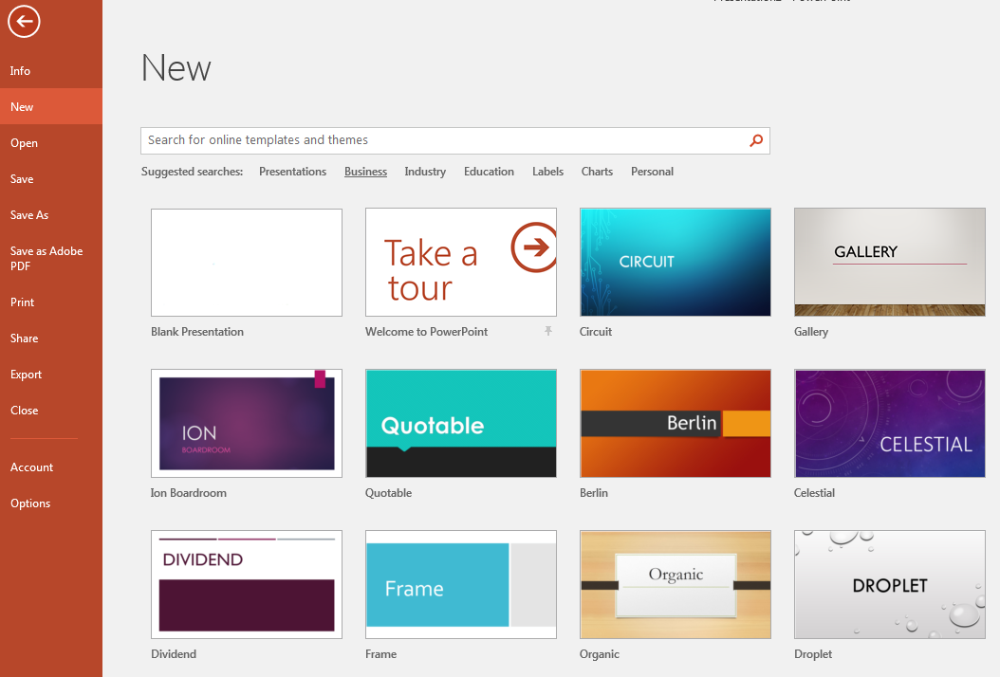 Info
New
Open
Save
Save As
Save as Adobe
PDF
Print
Share
Export
Close
Account
Options
New
Search for online templates and themes
Suggested searches: Presentations Business Industry Education Labels Charts Personal
Take a
tour
CIRCUIT
GALLERY
Blank Presentation
Welcome to PowerPoint
Circuit
Gallery
ION
BOARDROOM
Quotable
Berlin
CELESTIAL
Ion Boardroom
Quotable
Berlin
Celestial
DIVIDEND
Frame
Organic
DROPLET
Dividend
Frame
Organic
Droplet